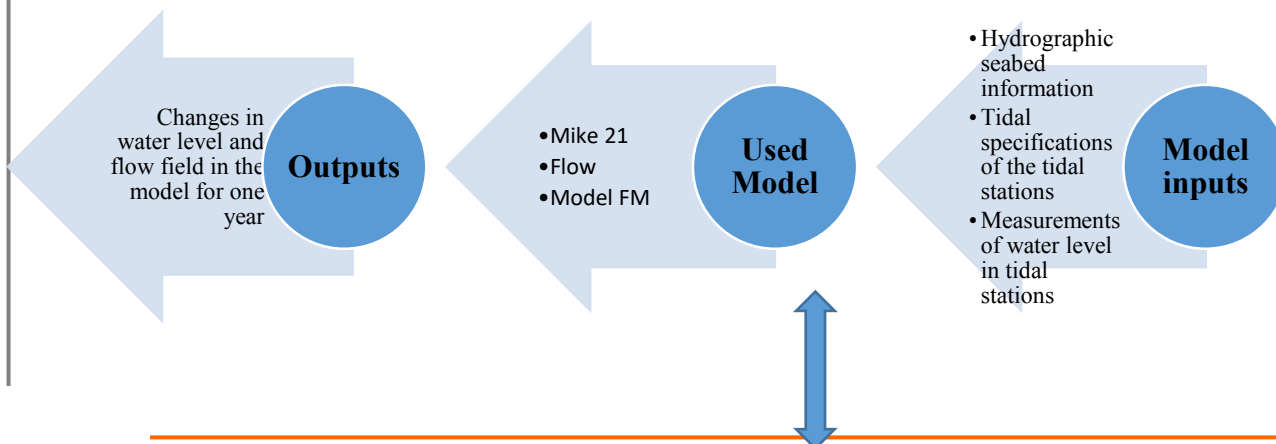 Changes in
water level and
flow field in the
model for one
year
Outputs
•Mike 21
•Flow
•Model FM
Used
Model
• Hydrographic
seabed
information
• Tidal
specifications
of the tidal
stations
• Measurements
of water level
in tidal
stations
Model
inputs